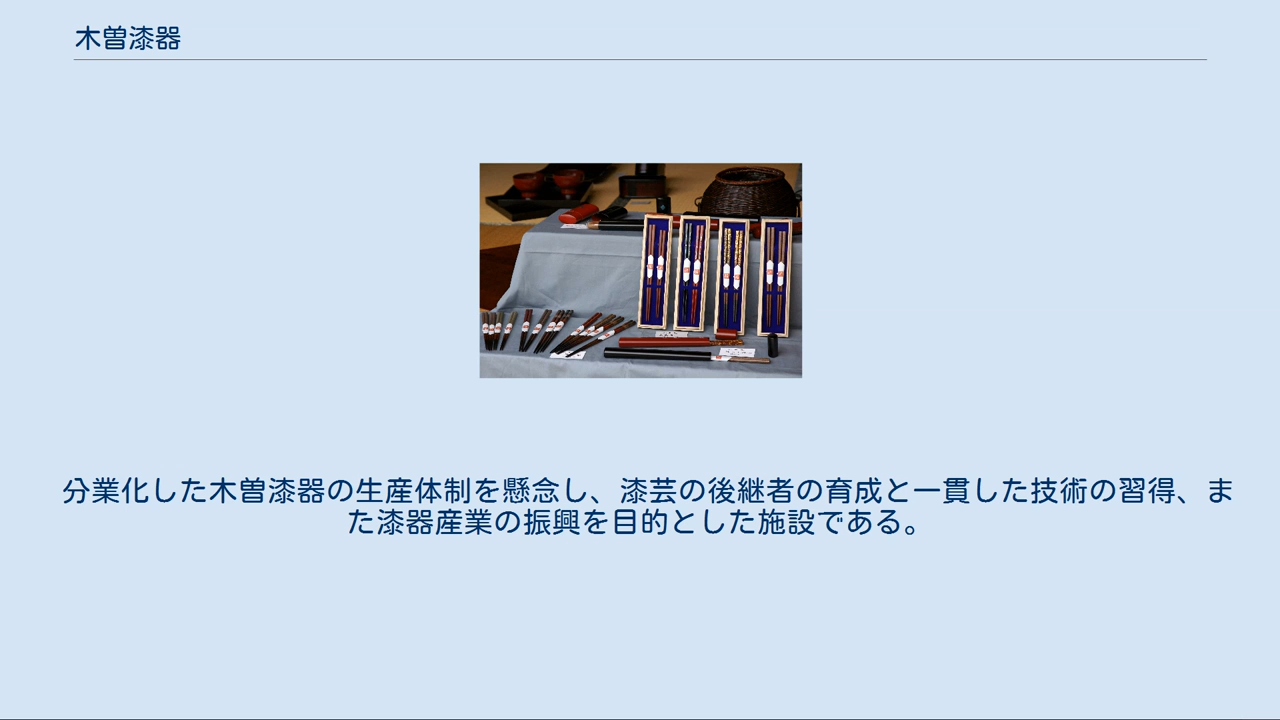 木曽漆器
分業化した木曽漆器の生産体制を懸念し、漆芸の後継者の育成と一貫した技術の習得、ま
た漆器産業の振興を目的とした施設である。